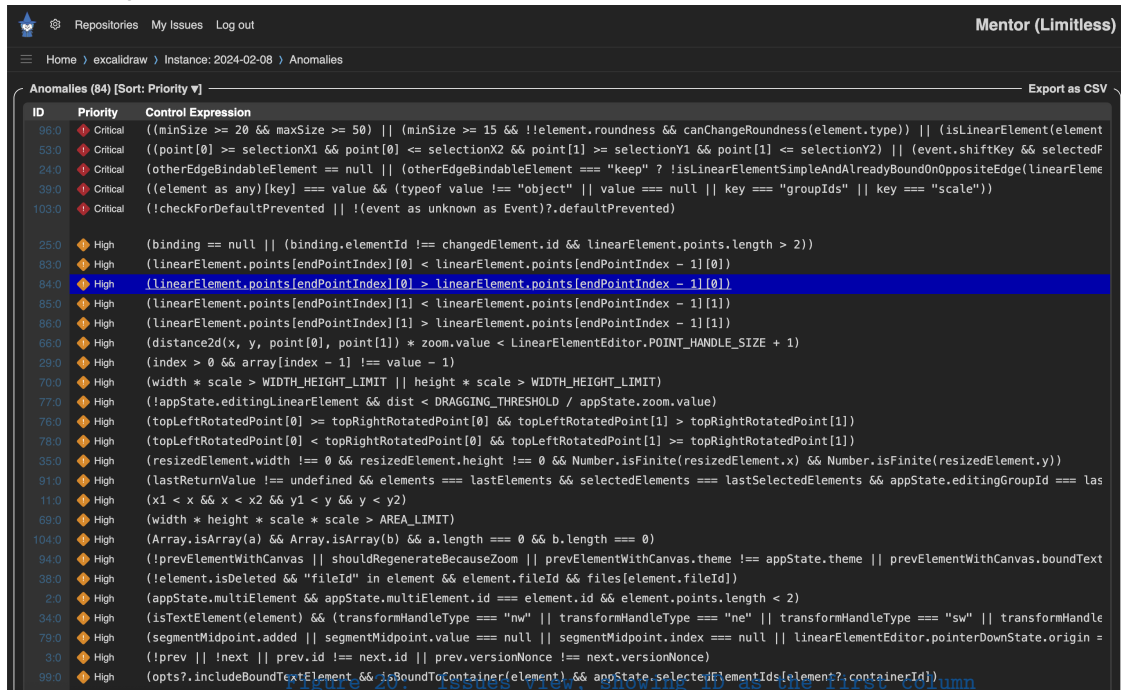 Repositories My Issues Log out Mentor (Limitless)
Home › excalidraw › Instance: 2024-02-08 › Anomalies
Anomalies (84) [Sort: Priority ▼] Export as CSV
ID Priority Control Expression
96:0 Critical ((minSize >= 20 && maxSize >= 50) || (minSize >= 15 && !!element.roundness && canChangeRoundness(element.type)) || (isLinearElement(element
53:0 Critical ((point[0] >= selectionX1 && point[0] <= selectionX2 && point[1] >= selectionY1 && point[1] <= selectionY2) || (event.shiftKey && selectedP
24:0 Critical (otherEdgeBindableElement == null || (otherEdgeBindableElement === "keep" ? !isLinearElementSimpleAndAlreadyBoundOnOppositeEdge(linearEleme
39:0 Critical ((element as any)[key] === value && (typeof value !== "object" || value === null || key === "groupIds" || key === "scale"))
103:0 Critical (!checkForDefaultPrevented || !(event as unknown as Event)?.defaultPrevented)
25:0 High (binding == null || (binding.elementId !== changedElement.id && linearElement.points.length > 2))
83:0 High (linearElement.points[endPointIndex][0] < linearElement.points[endPointIndex - 1][0])
84:0 High (linearElement.points[endPointIndex][0] > linearElement.points[endPointIndex - 1][0])
85:0 High (linearElement.points[endPointIndex][1] < linearElement.points[endPointIndex - 1][1])
86:0 High (linearElement.points[endPointIndex][1] > linearElement.points[endPointIndex - 1][1])
66:0 High (distance2d(x, y, point[0], point[1]) * zoom.value < LinearElementEditor.POINT_HANDLE_SIZE + 1)
29:0 High (index > 0 && array[index - 1] !== value - 1)
70:0 High (width * scale > WIDTH_HEIGHT_LIMIT || height * scale > WIDTH_HEIGHT_LIMIT)
77:0 High (!appState.editingLinearElement && dist < DRAGGING_THRESHOLD / appState.zoom.value)
76:0 High (topLeftRotatedPoint[0] >= topRightRotatedPoint[0] && topLeftRotatedPoint[1] > topRightRotatedPoint[1])
78:0 High (topLeftRotatedPoint[0] < topRightRotatedPoint[0] && topLeftRotatedPoint[1] >= topRightRotatedPoint[1])
35:0 High (resizedElement.width !== 0 && resizedElement.height !== 0 && Number.isFinite(resizedElement.x) && Number.isFinite(resizedElement.y))
91:0 High (lastReturnValue !== undefined && elements === lastElements && selectedElements === lastSelectedElements && appState.editingGroupId === las
11:0 High (x1 < x && x < x2 && y1 < y && y < y2)
69:0 High (width * height * scale * scale > AREA_LIMIT)
104:0 High (Array.isArray(a) && Array.isArray(b) && a.length === 0 && b.length === 0)
94:0 High (!prevElementWithCanvas || shouldRegenerateBecauseZoom || prevElementWithCanvas.theme !== appState.theme || prevElementWithCanvas.boundText
38:0 High (!element.isDeleted && "fileId" in element && element.fileId && files[element.fileId])
2:0 High (appState.multiElement && appState.multiElement.id === element.id && element.points.length < 2)
34:0 High (isTextElement(element) && (transformHandleType === "nw" || transformHandleType === "ne" || transformHandleType === "sw" || transformHandle
79:0 High (segmentMidpoint.added || segmentMidpoint.value === null || segmentMidpoint.index === null || linearElementEditor.pointerDownState.origin =
3:0 High (!prev || !next || prev.id !== next.id || prev.versionNonce !== next.versionNonce)
99:0 High (opts?.includeBoundTextElement && isBoundToContainer(element) && appState.selectedElementIds[element?.containerId])
Figure 20: Issues view, showing ID as the first column